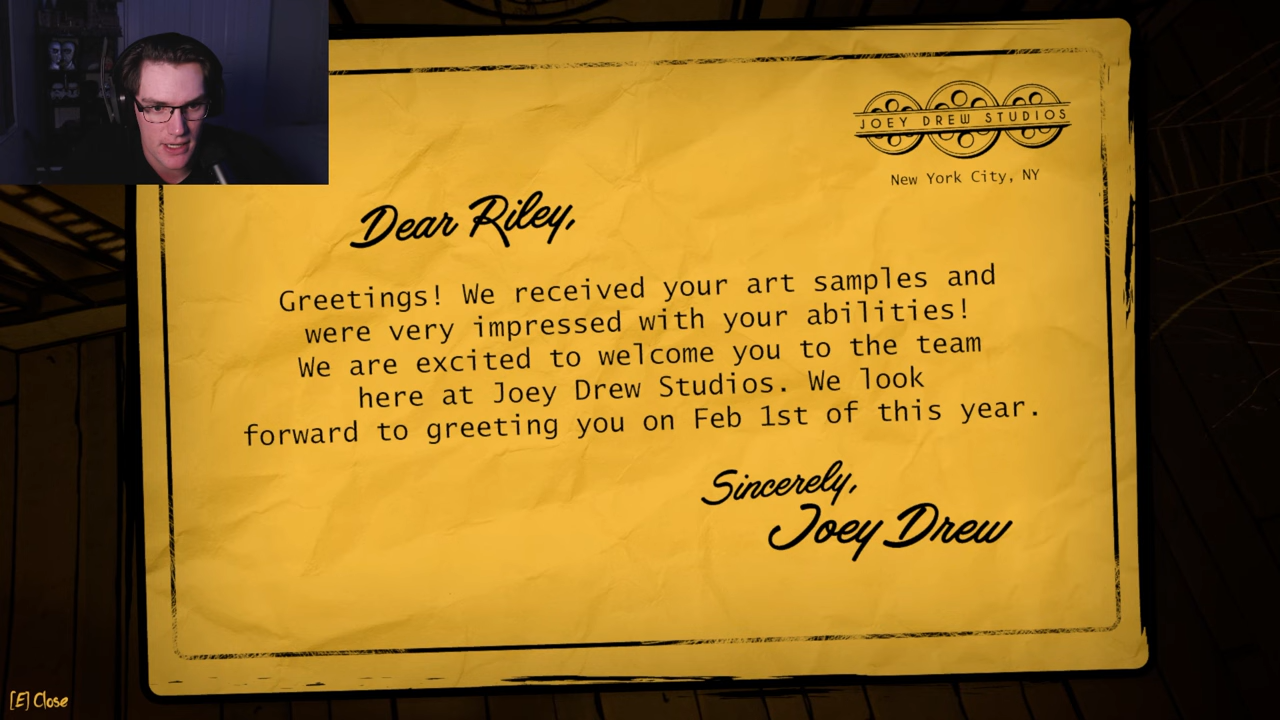 JOEY DREW STUDIOS
New York City, NY
Dear Riley,
Greetings! We received your art samples and
were very impressed with your abilities!
We are excited to welcome you to the team
here at Joey Drew Studios. We look
forward to greeting you on Feb 1st of this year.
Sincerely,
Joey Drew
[E] Close